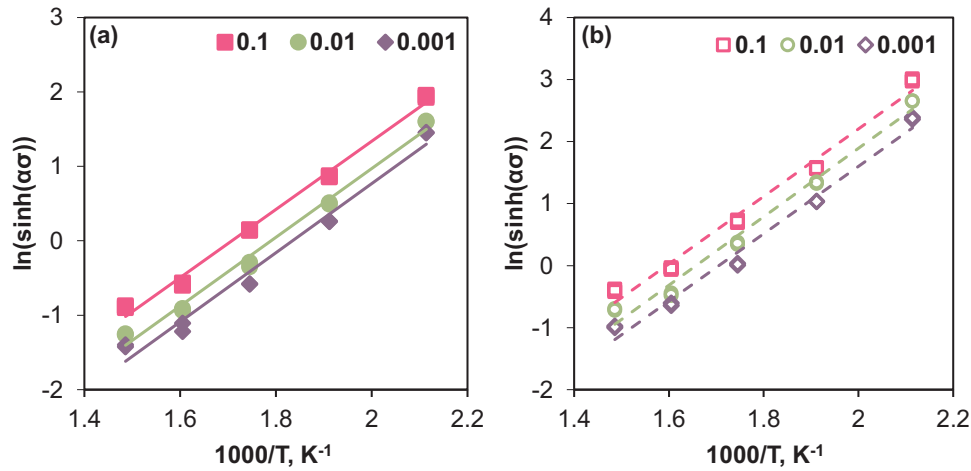 (a) 0.1 0.01 0.001
3
2
1
0
-1
-2
1.4 1.6 1.8 2 2.2
ln(sinh(ασ))
1000/T, K⁻¹
(b) 0.1 0.01 0.001
4
3
2
1
0
-1
-2
1.4 1.6 1.8 2 2.2
ln(sinh(ασ))
1000/T, K⁻¹